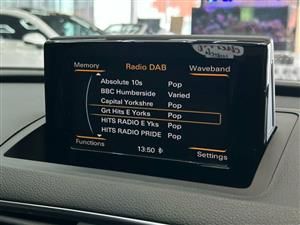 Radio DAB
Memory Waveband
Absolute 10s Pop
BBC Humberside Varied
Capital Yorkshre Pop
Grt Hits E Yorks Pop
HITS RADIO E Yks Pop
HITS RADIO PRIDE Pop
Functions Settings
13:50